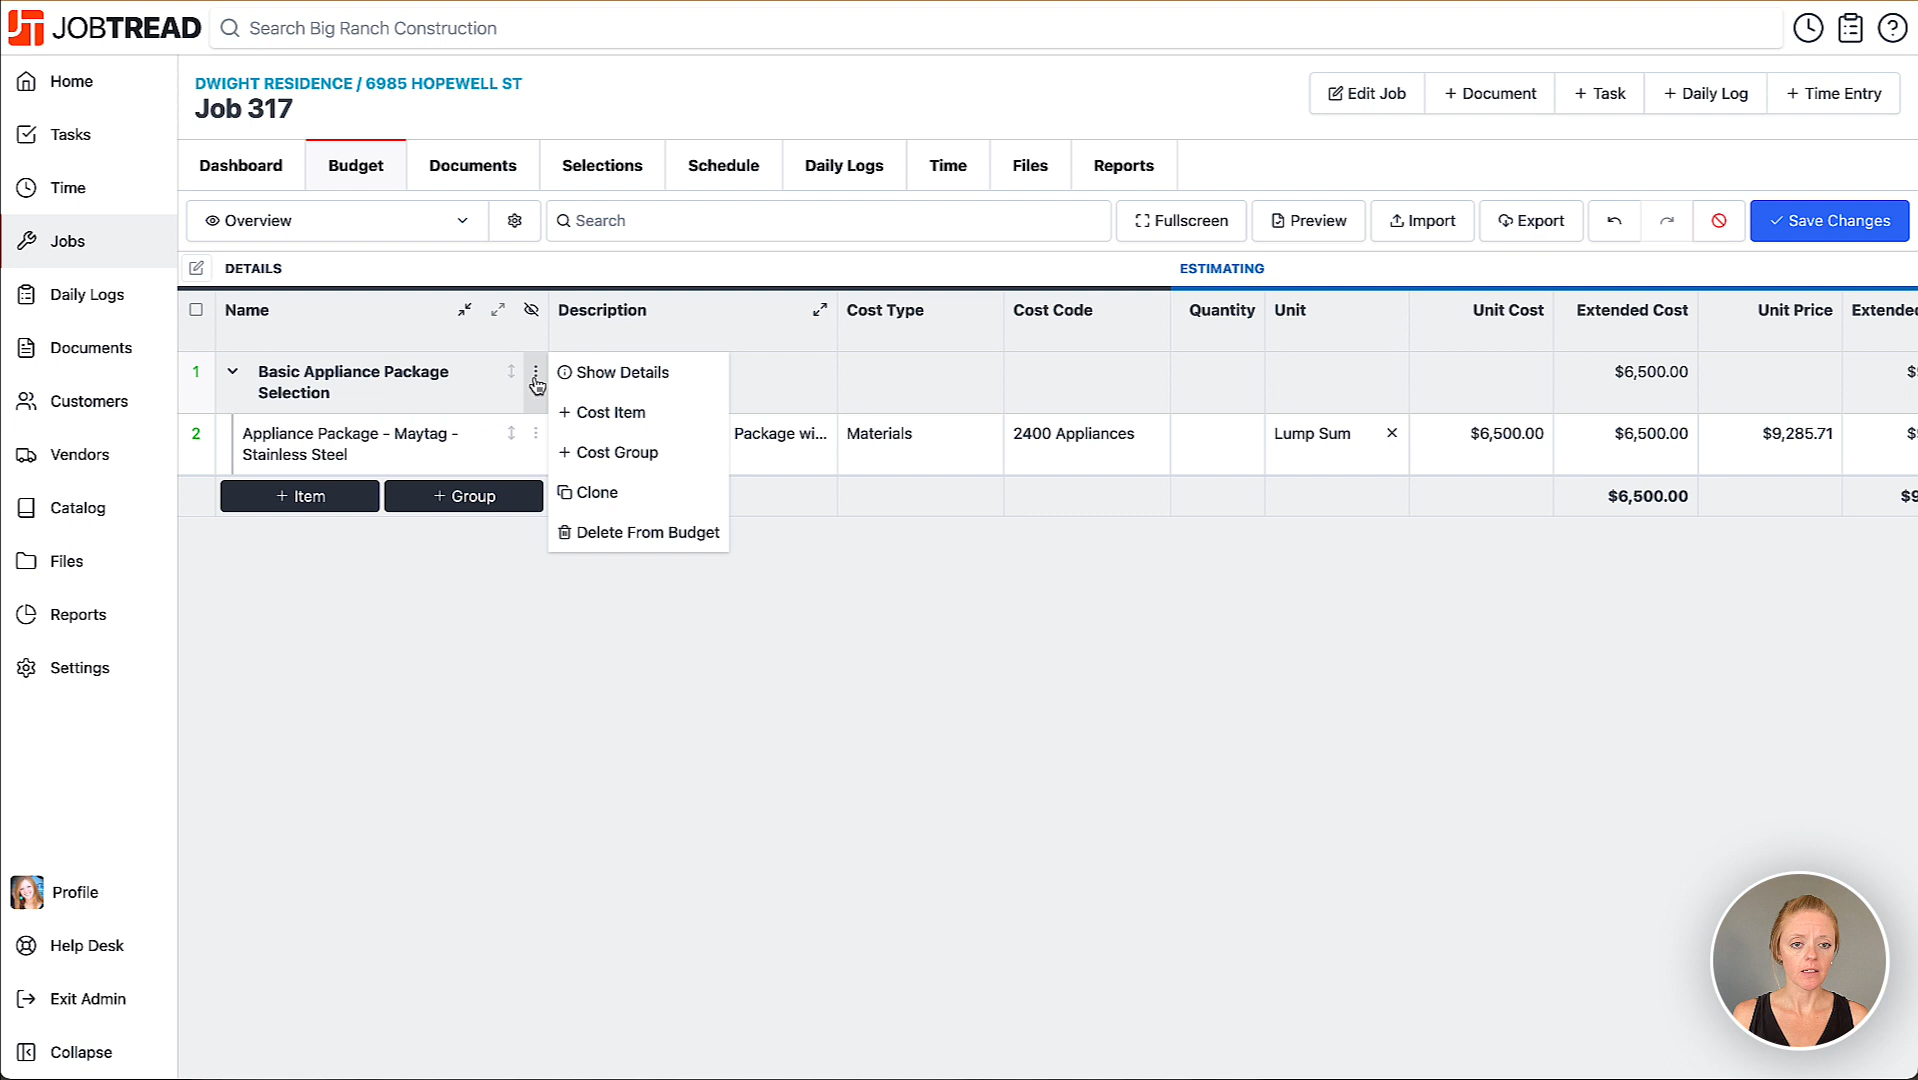 JOBTREAD
Search Big Ranch Construction
Home
Tasks
Time
Jobs
Daily Logs
Documents
Customers
Vendors
Catalog
Files
Reports
Settings
Profile
Help Desk
Exit Admin
Collapse
DWIGHT RESIDENCE / 6985 HOPEWELL ST
Job 317
Edit Job
+ Document
+ Task
+ Daily Log
+ Time Entry
Dashboard
Budget
Documents
Selections
Schedule
Daily Logs
Time
Files
Reports
Overview
Search
Fullscreen
Preview
Import
Export
Save Changes
DETAILS
ESTIMATING
Name
Description
Cost Type
Cost Code
Quantity
Unit
Unit Cost
Extended Cost
Unit Price
Extended
1
Basic Appliance Package
Selection
$6,500.00
$9
2
Appliance Package - Maytag -
Stainless Steel
Package wi...
Materials
2400 Appliances
Lump Sum
$6,500.00
$6,500.00
$9,285.71
+ Item
+ Group
$6,500.00
$9
Show Details
+ Cost Item
+ Cost Group
Clone
Delete From Budget